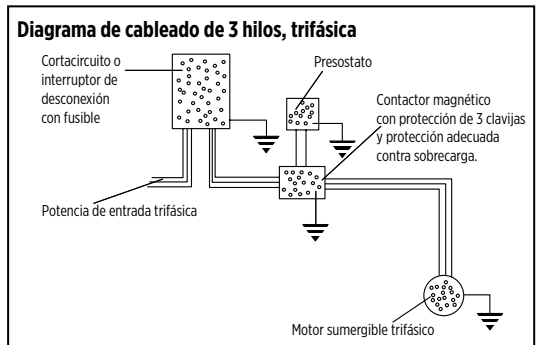 Diagrama de cableado de 3 hilos, trifásica
Cortacircuito o
interruptor de
desconexión
con fusible
Presostato
Contactor magnético
con protección de 3 clavijas
y protección adecuada
contra sobrecarga.
Potencia de entrada trifásica
Motor sumergible trifásico